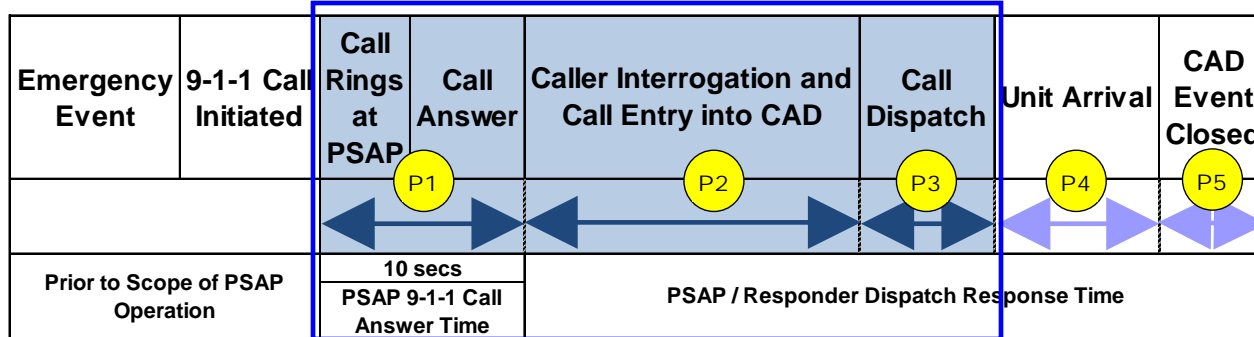 Emergency
Event
9-1-1 Call
Initiated
Call
Rings
at
PSAP
Call
Answer
Caller Interrogation and
Call Entry into CAD
Call
Dispatch
Unit Arrival
CAD
Event
Closed
P1
P2
P3
P4
P5
Prior to Scope of PSAP
Operation
10 secs
PSAP 9-1-1 Call
Answer Time
PSAP / Responder Dispatch Response Time